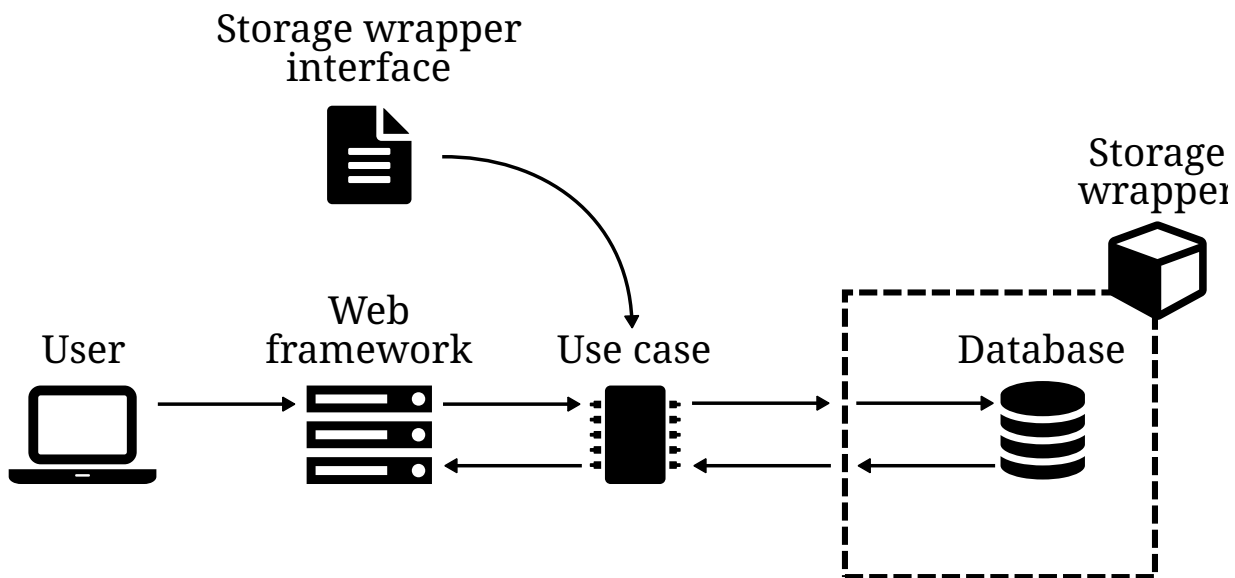 Storage wrapper
interface
Storage
wrapper
Web
framework
User
Use case
Database